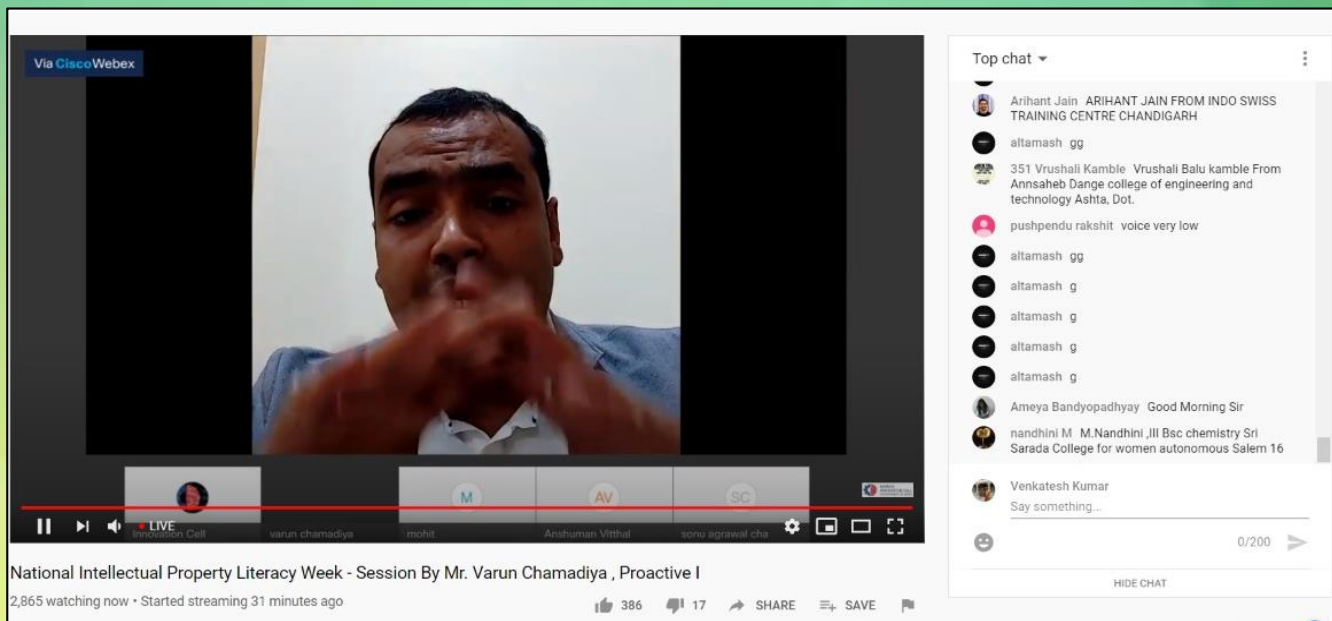 Via CiscoWebex
Innovation Cell
varun chamadiya
mohit
Anshuman Vitthal
sonu agrawal cha
M
AV
SC
LIVE
National Intellectual Property Literacy Week - Session By Mr. Varun Chamadiya , Proactive I
2,865 watching now • Started streaming 31 minutes ago
386
17
SHARE
SAVE
Top chat
Arihant Jain ARIHANT JAIN FROM INDO SWISS
TRAINING CENTRE CHANDIGARH
altamash gg
351 Vrushali Kamble Vrushali Balu kamble From
Annsaheb Dange college of engineering and
technology Ashta, Dot.
pushpendu rakshit voice very low
altamash gg
altamash g
altamash g
altamash g
altamash g
Ameya Bandyopadhyay Good Morning Sir
nandhini M M.Nandhini ,III Bsc chemistry Sri
Sarada College for women autonomous Salem 16
Venkatesh Kumar
Say something...
0/200
HIDE CHAT